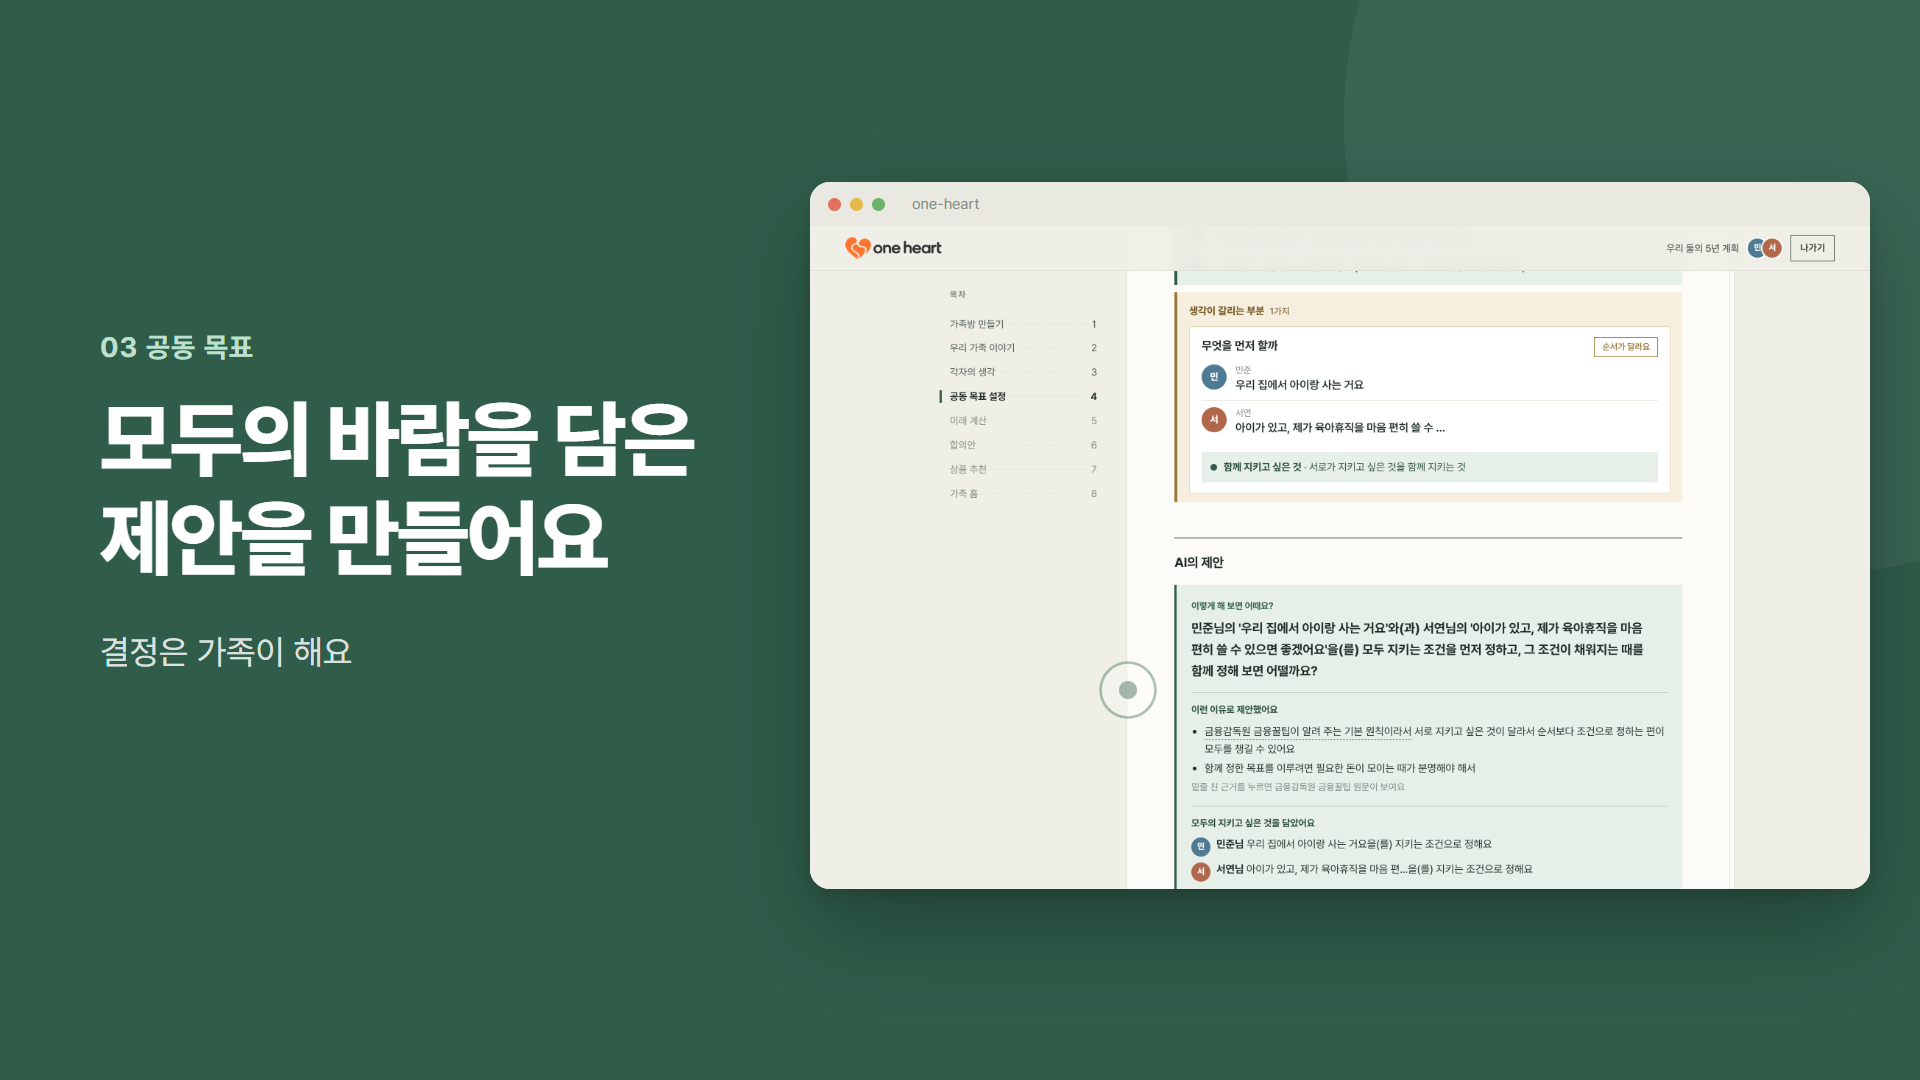 03 공동 목표
모두의 바람을 담은
제안을 만들어요
결정은 가족이 해요
one-heart
one heart
우리 둘의 5년 계획
민
서
나가기
목차
가족방 만들기 1
우리 가족 이야기 2
각자의 생각 3
공동 목표 설정 4
미래 계산 5
합의안 6
상품 추천 7
가족 홈 8
생각이 갈리는 부분 1가지
무엇을 먼저 할까
순서가 달라요
민
민준
우리 집에서 아이랑 사는 거요
서
서연
아이가 있고, 제가 육아휴직을 마음 편히 쓸 수 ...
함께 지키고 싶은 것 · 서로가 지키고 싶은 것을 함께 지키는 것
AI의 제안
이렇게 해 보면 어때요?
민준님의 '우리 집에서 아이랑 사는 거요'와(과) 서연님의 '아이가 있고, 제가 육아휴직을 마음
편히 쓸 수 있으면 좋겠어요'을(를) 모두 지키는 조건을 먼저 정하고, 그 조건이 채워지는 때를
함께 정해 보면 어떨까요?
이런 이유로 제안했어요
• 금융감독원 금융꿀팁이 알려 주는 기본 원칙이라서 서로 지키고 싶은 것이 달라서 순서보다 조건으로 정하는 편이
모두를 챙길 수 있어요
• 함께 정한 목표를 이루려면 필요한 돈이 모이는 때가 분명해야 해서
밑줄 친 근거를 누르면 금융감독원 금융꿀팁 원문이 보여요
모두의 지키고 싶은 것을 담았어요
민 민준님 우리 집에서 아이랑 사는 거요을(를) 지키는 조건으로 정해요
서 서연님 아이가 있고, 제가 육아휴직을 마음 편...을(를) 지키는 조건으로 정해요